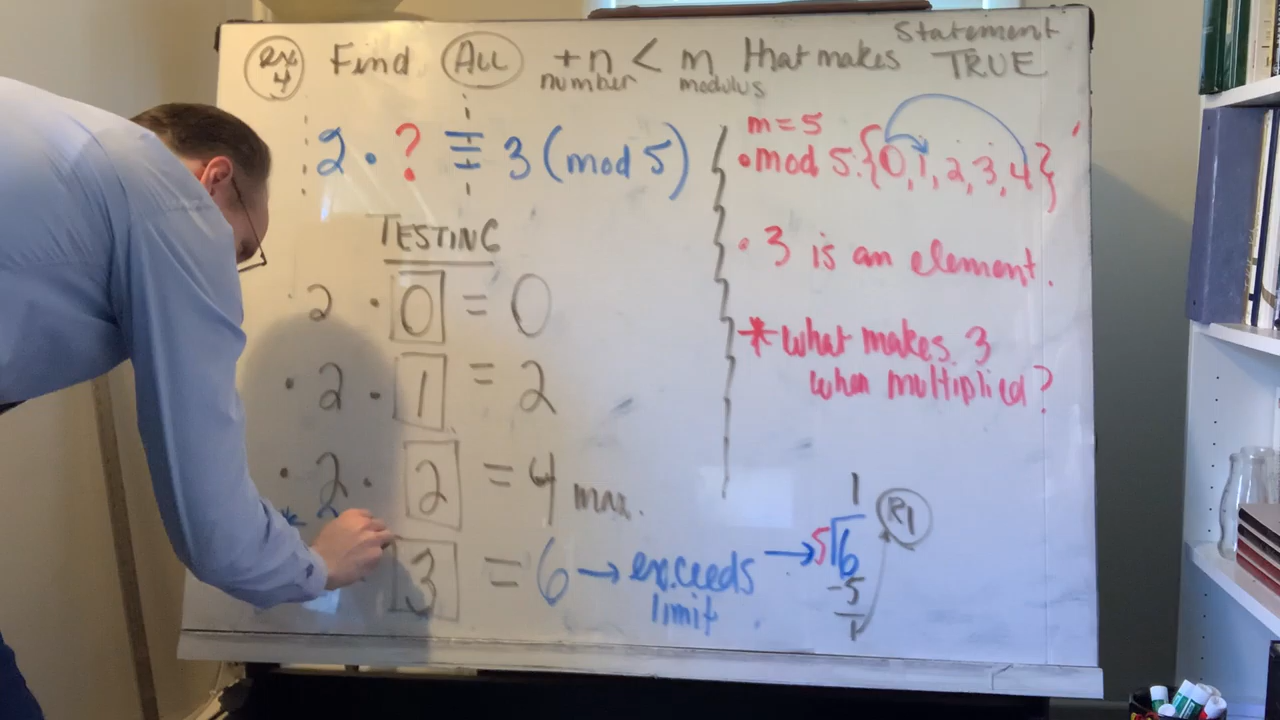 Ex 4 Find ALL +n < m that makes statement TRUE
number modulus
2 · ? ≡ 3 (mod 5)
TESTING
· 2 · 0 = 0
· 2 · 1 = 2
· 2 · 2 = 4 max.
* 3 = 6 → exceeds limit →
m = 5
• mod 5: {0, 1, 2, 3, 4}
• 3 is an element.
* What makes 3
when multiplied?
1 R1
5 6
-5
1